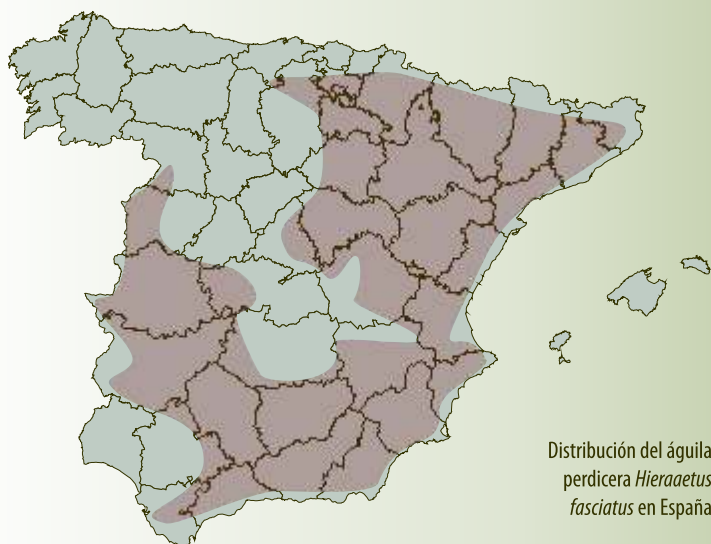 Distribución del águila
perdicera Hieraaetus
fasciatus en España